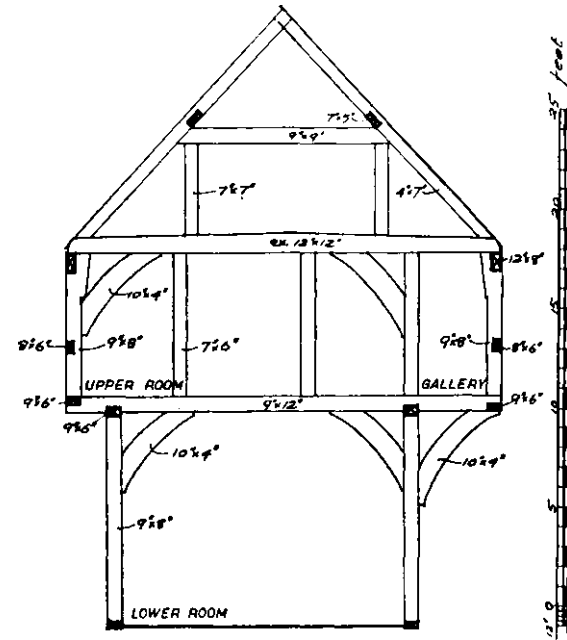 feet
25
7"x5"
9"x9"
7"x7"
4"x7"
20
ex. 12"x12"
12"x8"
10"x4"
15
8"x6"
9"x8"
7"x6"
9"x8"
8"x6"
UPPER ROOM
GALLERY
9"x6"
9"x12"
9"x6"
10
9"x6"
10"x4"
10"x4"
5
9"x8"
LOWER ROOM
0
12"